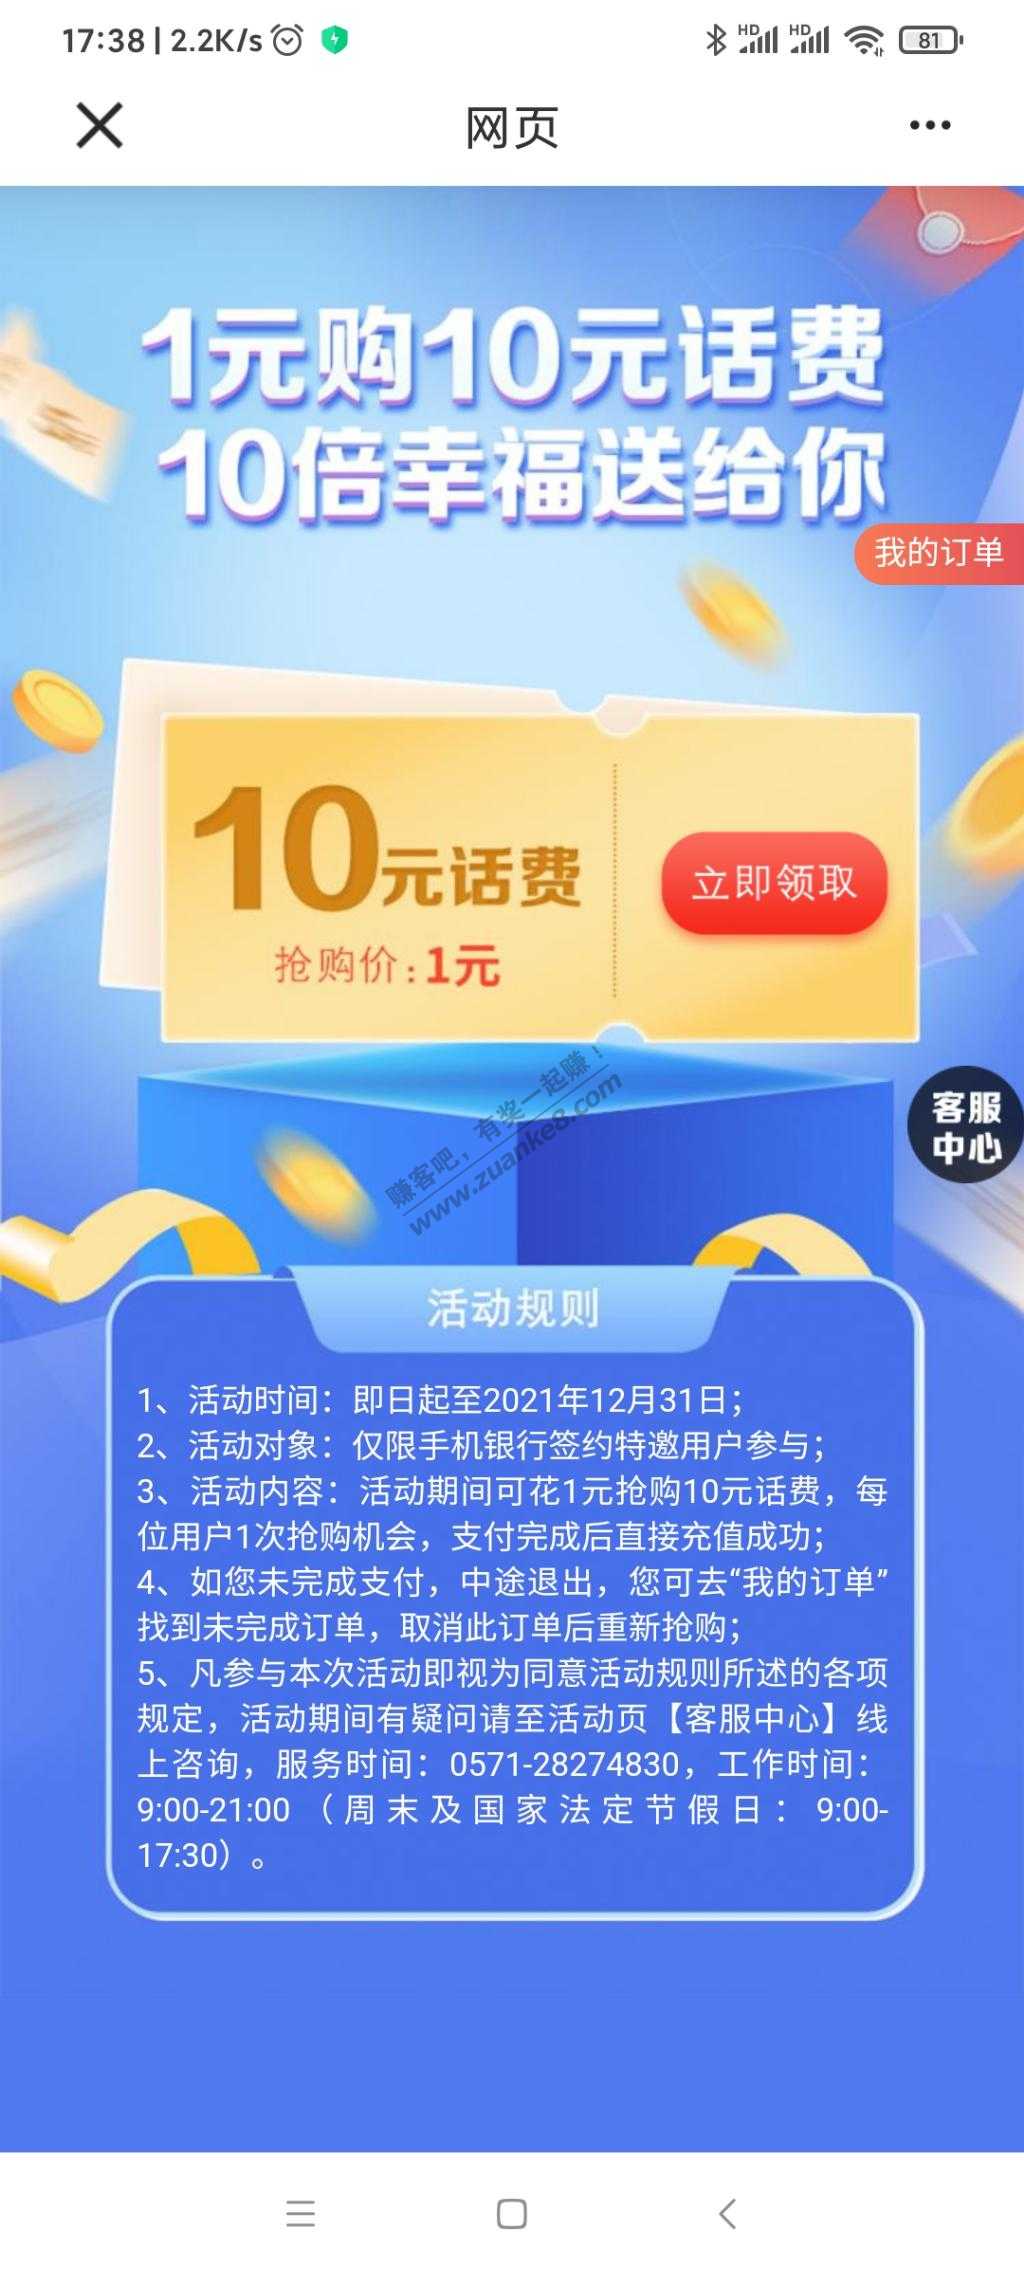 17:38 | 2.2K/s
HD HD 81
网页
1元购10元话费
10倍幸福送给你
我的订单
10元话费
立即领取
抢购价:1元
赚客吧，有奖一起赚！
www.zuanke8.com
客服
中心
活动规则
1、活动时间：即日起至2021年12月31日；
2、活动对象：仅限手机银行签约特邀用户参与；
3、活动内容：活动期间可花1元抢购10元话费，每
位用户1次抢购机会，支付完成后直接充值成功；
4、如您未完成支付，中途退出，您可去“我的订单”
找到未完成订单，取消此订单后重新抢购；
5、凡参与本次活动即视为同意活动规则所述的各项
规定，活动期间有疑问请至活动页【客服中心】线
上咨询，服务时间：0571-28274830，工作时间：
9:00-21:00（周末及国家法定节假日：9:00-
17:30）。